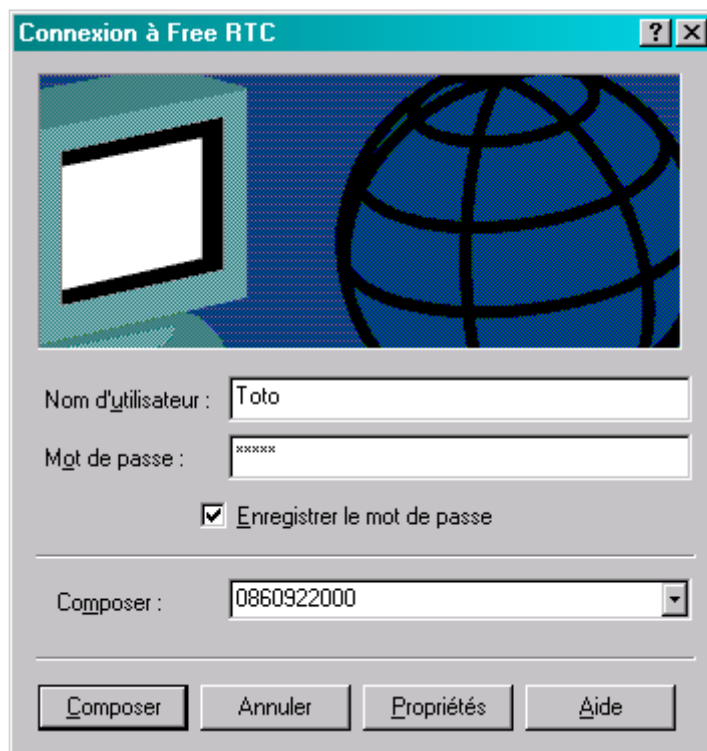 Connexion à Free RTC
Nom d'utilisateur : Toto
Mot de passe : *****
Enregistrer le mot de passe
Composer : 0860922000
Composer Annuler Propriétés Aide